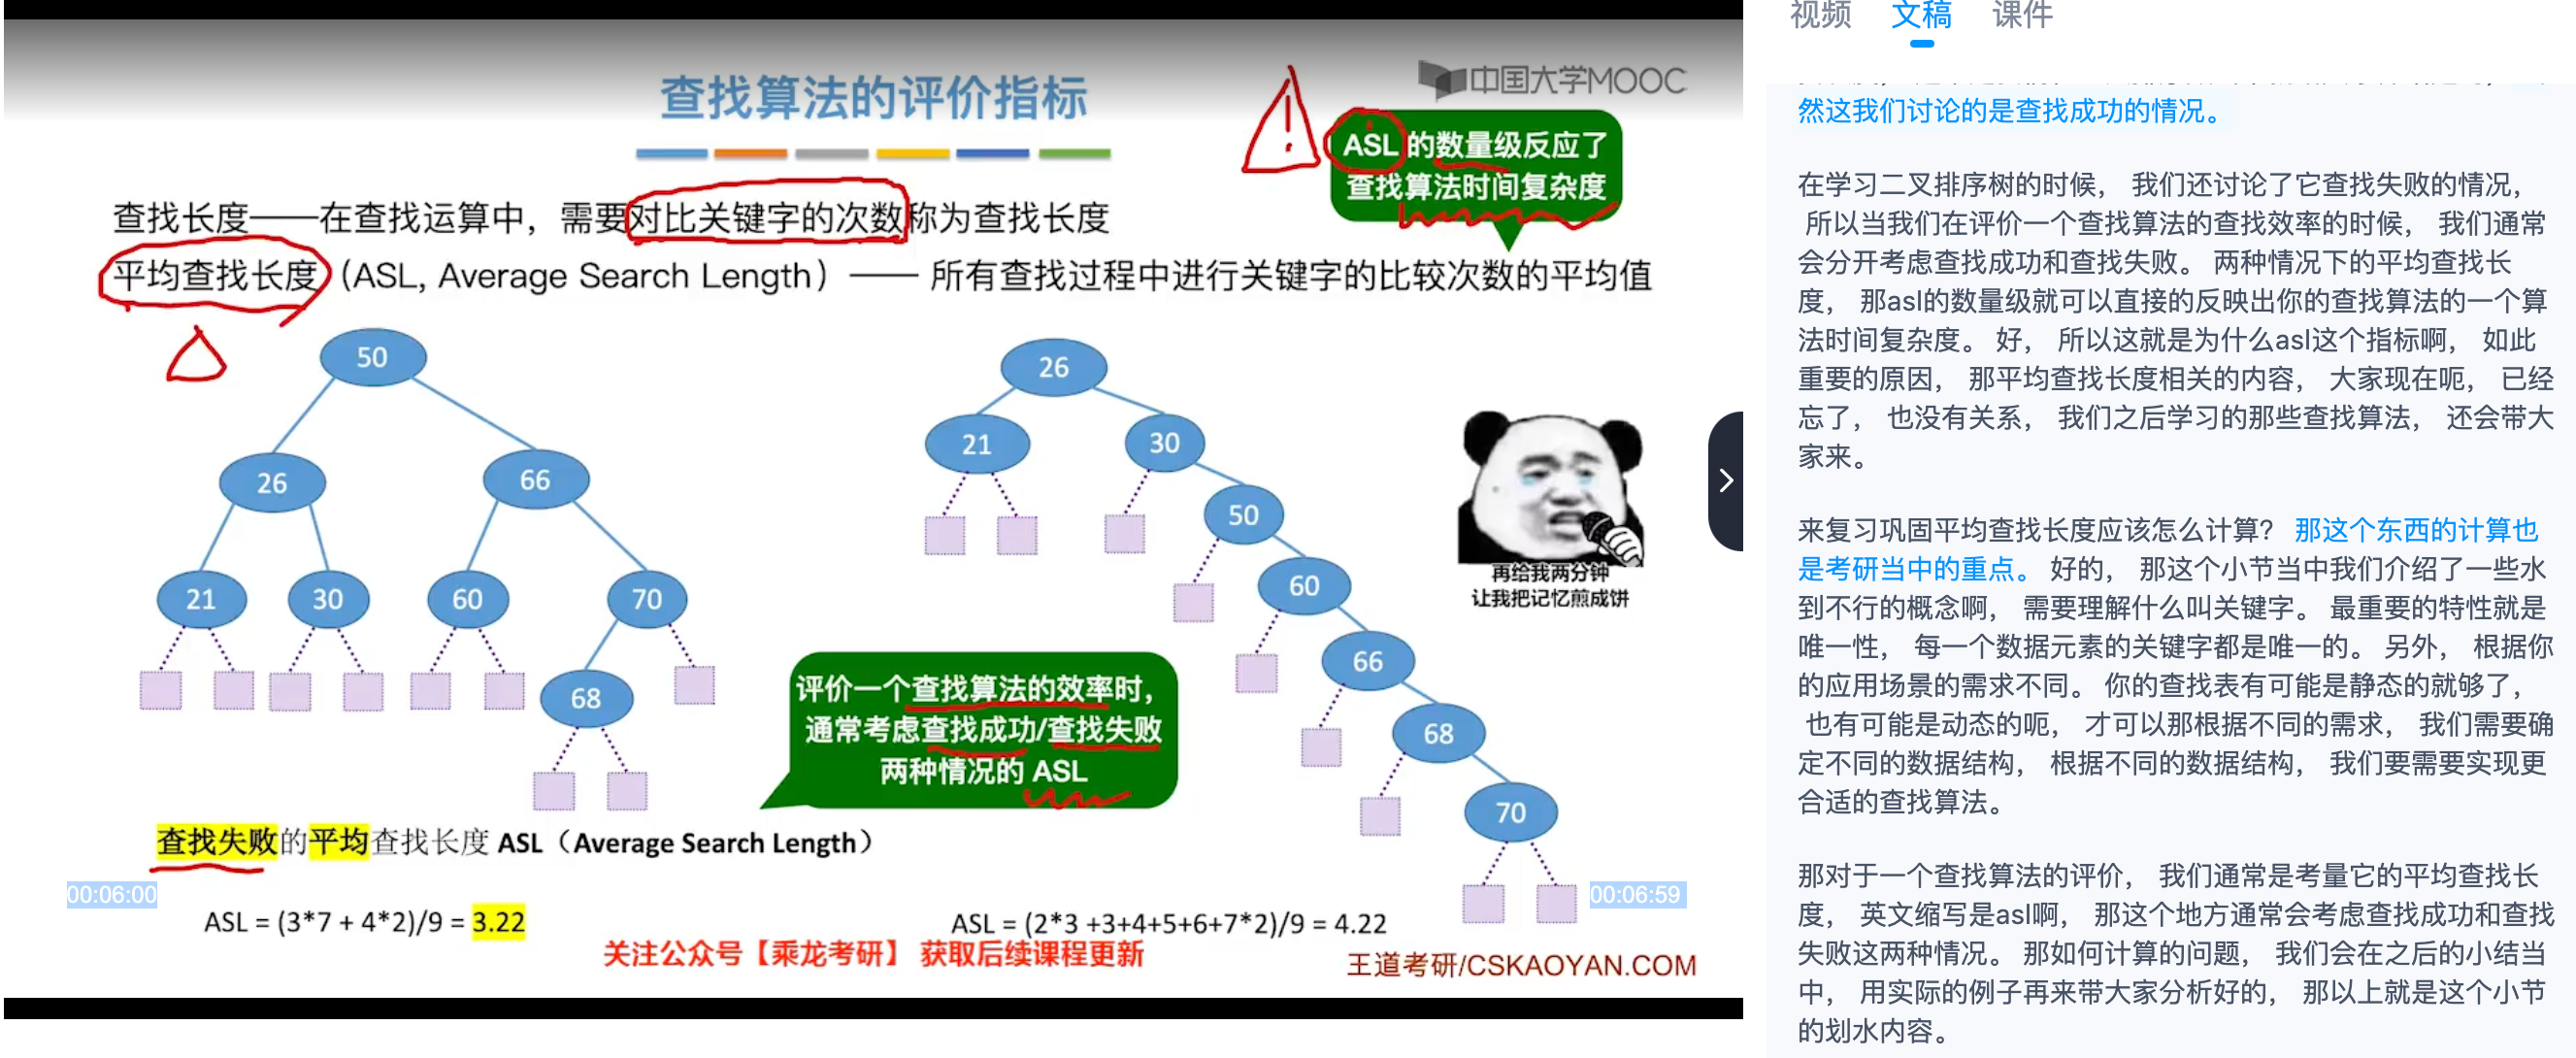 视频 文稿 课件
中国大学MOOC
查找算法的评价指标
ASL 的数量级反应了
查找算法时间复杂度
查找长度——在查找运算中，需要对比关键字的次数称为查找长度
平均查找长度（ASL, Average Search Length）—— 所有查找过程中进行关键字的比较次数的平均值
50
26
66
21
30
60
70
68
26
21
30
50
60
66
68
70
再给我两分钟
让我把记忆煎成饼
评价一个查找算法的效率时，
通常考虑查找成功/查找失败
两种情况的 ASL
查找失败的平均查找长度 ASL（Average Search Length）
00:06:00
00:06:59
ASL = (3*7 + 4*2)/9 = 3.22
ASL = (2*3 +3+4+5+6+7*2)/9 = 4.22
关注公众号【乘龙考研】 获取后续课程更新
王道考研/CSKAOYAN.COM
然这我们讨论的是查找成功的情况。
在学习二叉排序树的时候， 我们还讨论了它查找失败的情况，
所以当我们在评价一个查找算法的查找效率的时候， 我们通常
会分开考虑查找成功和查找失败。 两种情况下的平均查找长
度， 那asl的数量级就可以直接的反映出你的查找算法的一个算
法时间复杂度。 好， 所以这就是为什么asl这个指标啊， 如此
重要的原因， 那平均查找长度相关的内容， 大家现在呃， 已经
忘了， 也没有关系， 我们之后学习的那些查找算法， 还会带大
家来。
来复习巩固平均查找长度应该怎么计算？ 那这个东西的计算也
是考研当中的重点。 好的， 那这个小节当中我们介绍了一些水
到不行的概念啊， 需要理解什么叫关键字。 最重要的特性就是
唯一性， 每一个数据元素的关键字都是唯一的。 另外， 根据你
的应用场景的需求不同。 你的查找表有可能是静态的就够了，
也有可能是动态的呃， 才可以那根据不同的需求， 我们需要确
定不同的数据结构， 根据不同的数据结构， 我们要需要实现更
合适的查找算法。
那对于一个查找算法的评价， 我们通常是考量它的平均查找长
度， 英文缩写是asl啊， 那这个地方通常会考虑查找成功和查找
失败这两种情况。 那如何计算的问题， 我们会在之后的小结当
中， 用实际的例子再来带大家分析好的， 那以上就是这个小节
的划水内容。